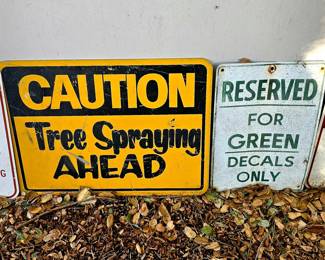 CAUTION
Tree Spraying
AHEAD
RESERVED
FOR
GREEN
DECALS
ONLY